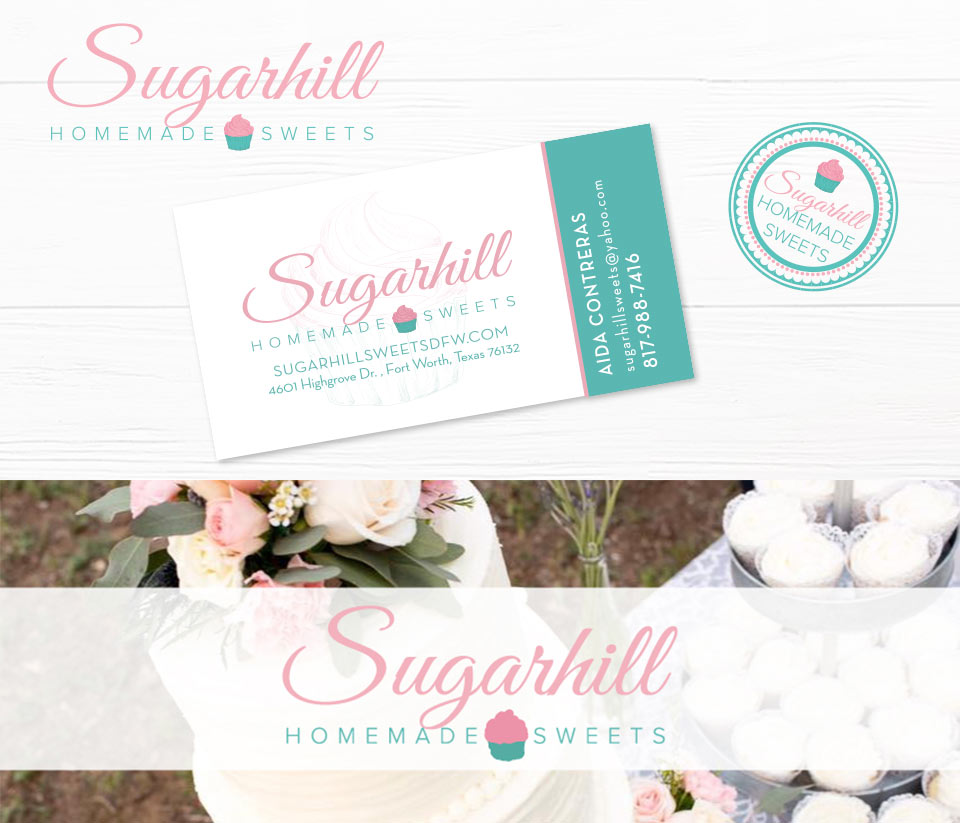 Sugarhill
HOMEMADE SWEETS
Sugarhill
HOMEMADE SWEETS
SUGARHILLSWEETSDFW.COM
4601 Highgrove Dr. , Fort Worth, Texas 76132
AIDA CONTRERAS
sugarhillsweets@yahoo.com
817-988-7416
Sugarhill
HOMEMADE
SWEETS
Sugarhill
HOMEMADE SWEETS